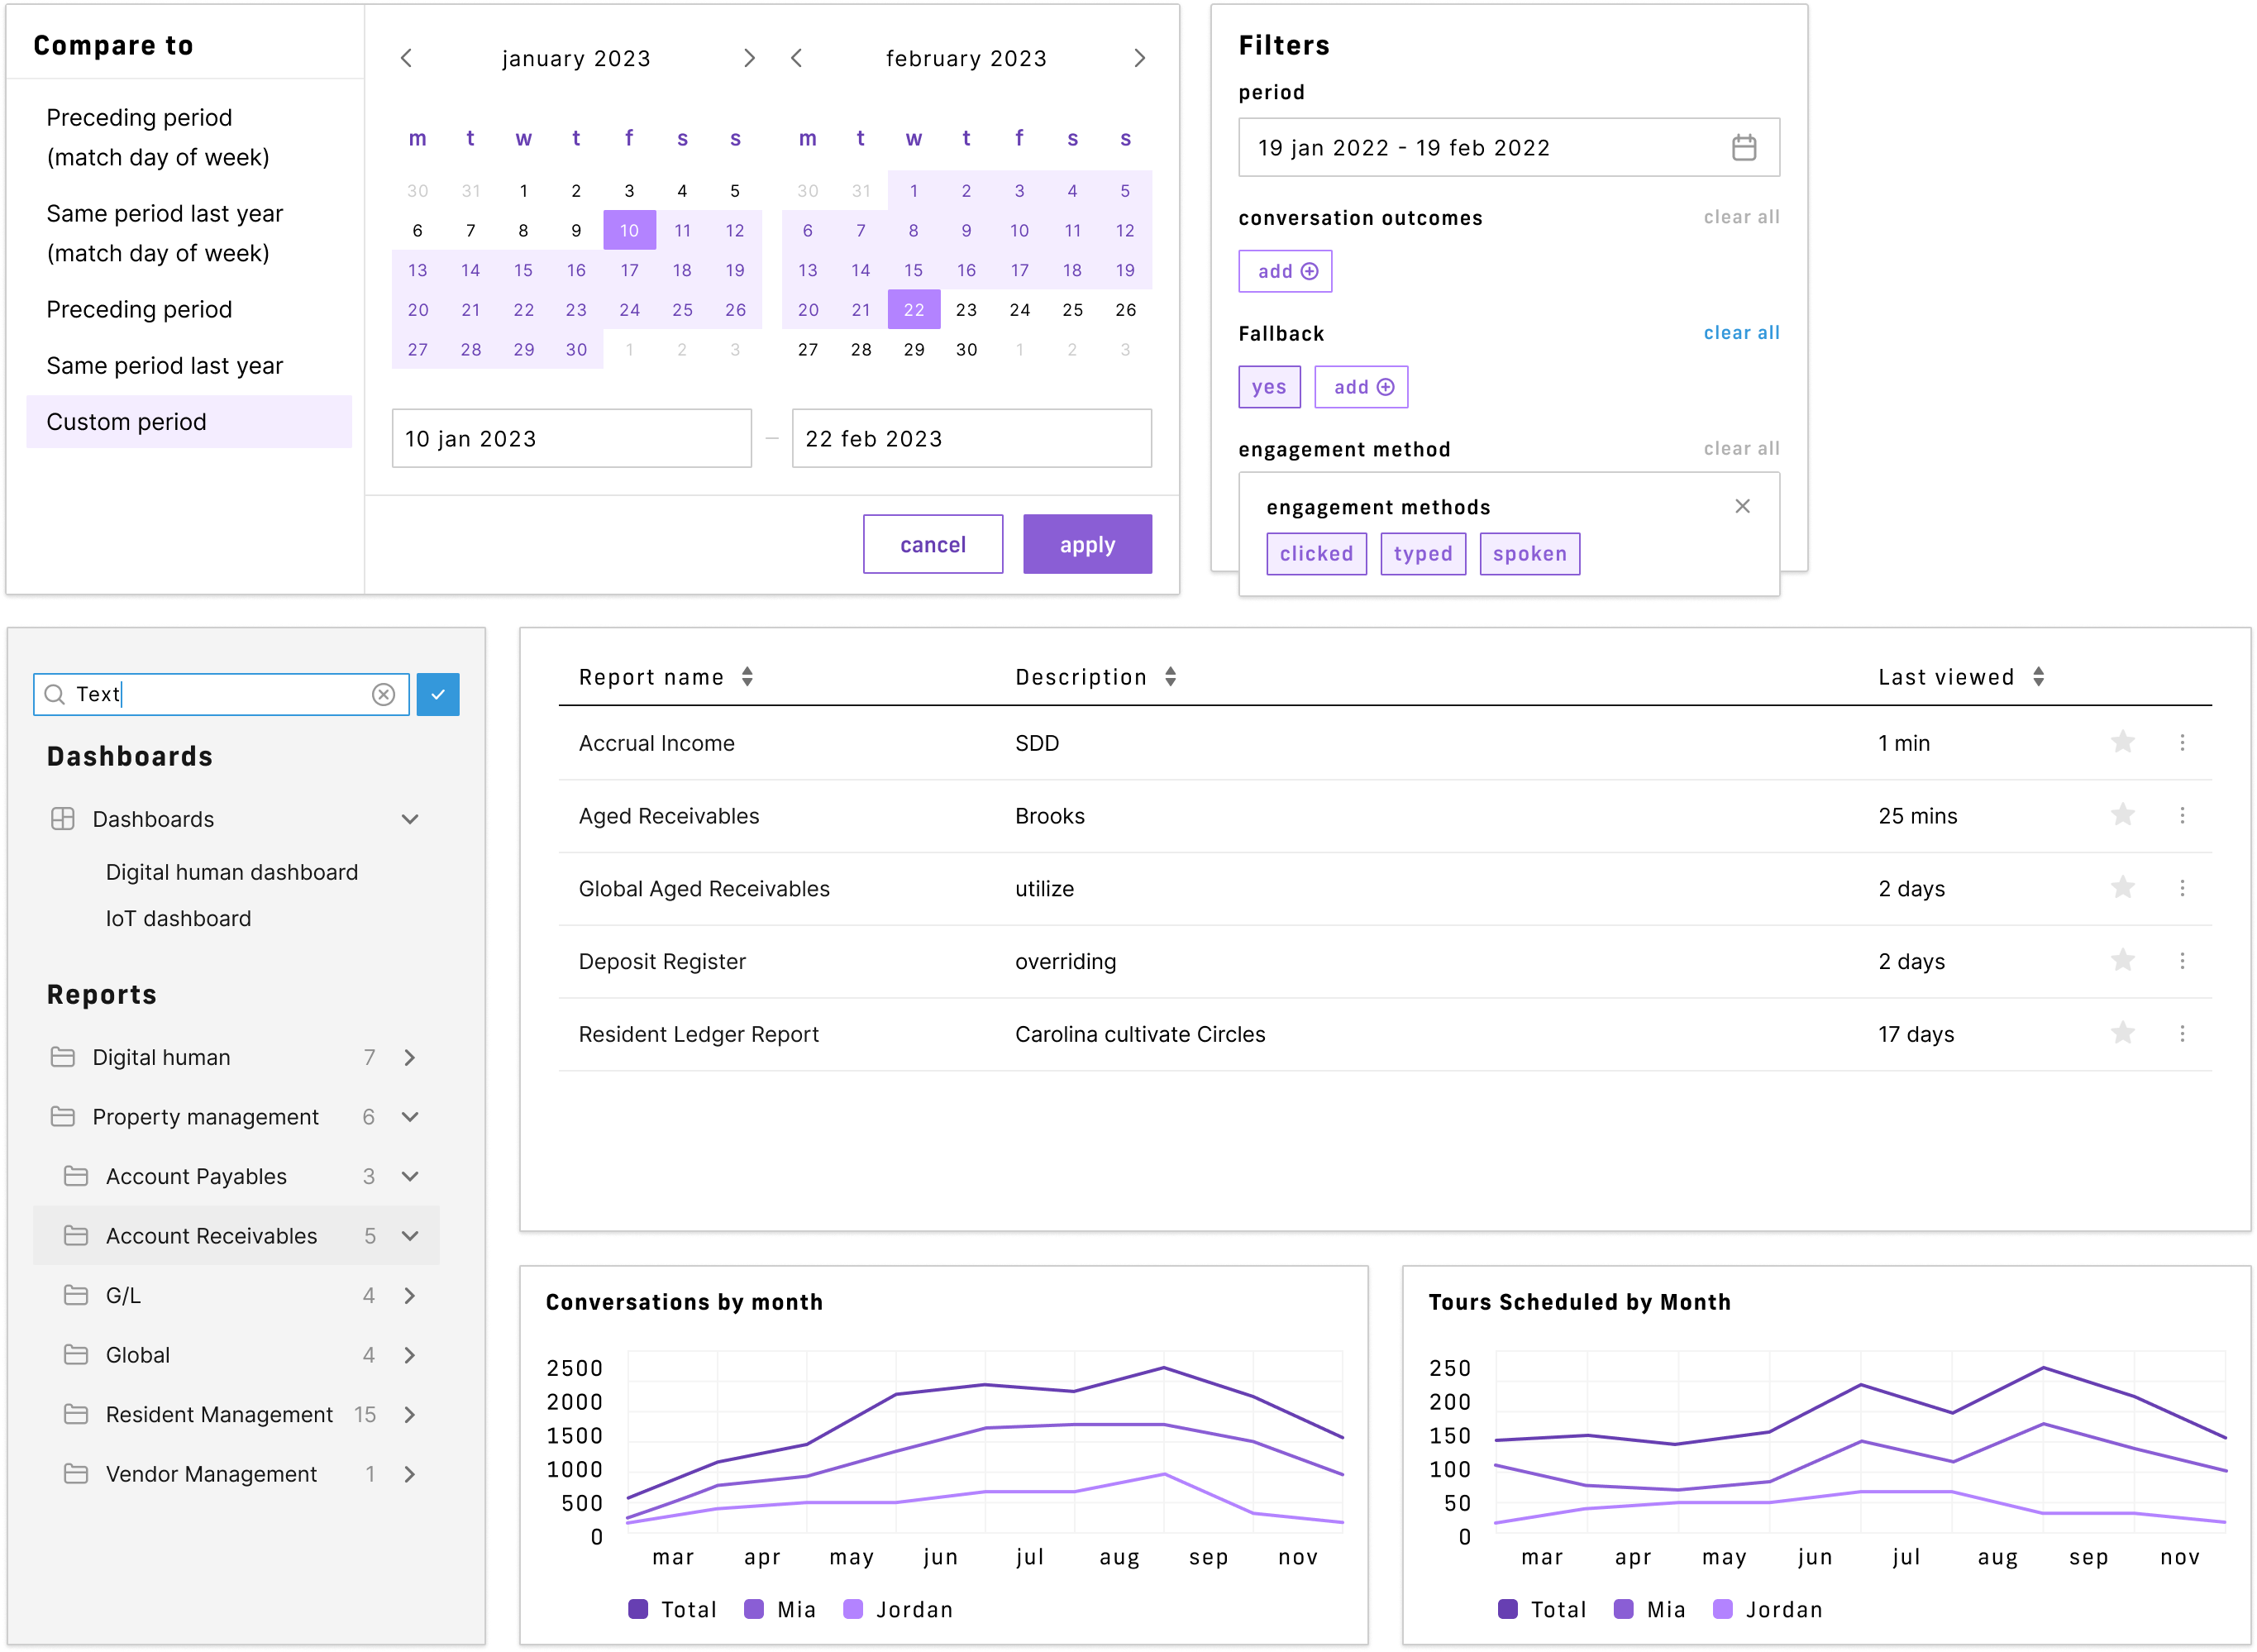 Compare to
Preceding period
(match day of week)
Same period last year
(match day of week)
Preceding period
Same period last year
Custom period
january 2023
m t w t f s s
30 31 1 2 3 4 5
6 7 8 9 10 11 12
13 14 15 16 17 18 19
20 21 22 23 24 25 26
27 28 29 30 1 2 3
february 2023
m t w t f s s
30 31 1 2 3 4 5
6 7 8 9 10 11 12
13 14 15 16 17 18 19
20 21 22 23 24 25 26
27 28 29 30 1 2 3
10 jan 2023 – 22 feb 2023
cancel apply
Filters
period
19 jan 2022 - 19 feb 2022
conversation outcomes clear all
add
Fallback clear all
yes add
engagement method clear all
engagement methods
clicked typed spoken
Text
Dashboards
Dashboards
Digital human dashboard
IoT dashboard
Reports
Digital human 7
Property management 6
Account Payables 3
Account Receivables 5
G/L 4
Global 4
Resident Management 15
Vendor Management 1
Report name Description Last viewed
Accrual Income SDD 1 min
Aged Receivables Brooks 25 mins
Global Aged Receivables utilize 2 days
Deposit Register overriding 2 days
Resident Ledger Report Carolina cultivate Circles 17 days
Conversations by month
2500
2000
1500
1000
500
0
mar apr may jun jul aug sep nov
Total Mia Jordan
Tours Scheduled by Month
250
200
150
100
50
0
mar apr may jun jul aug sep nov
Total Mia Jordan